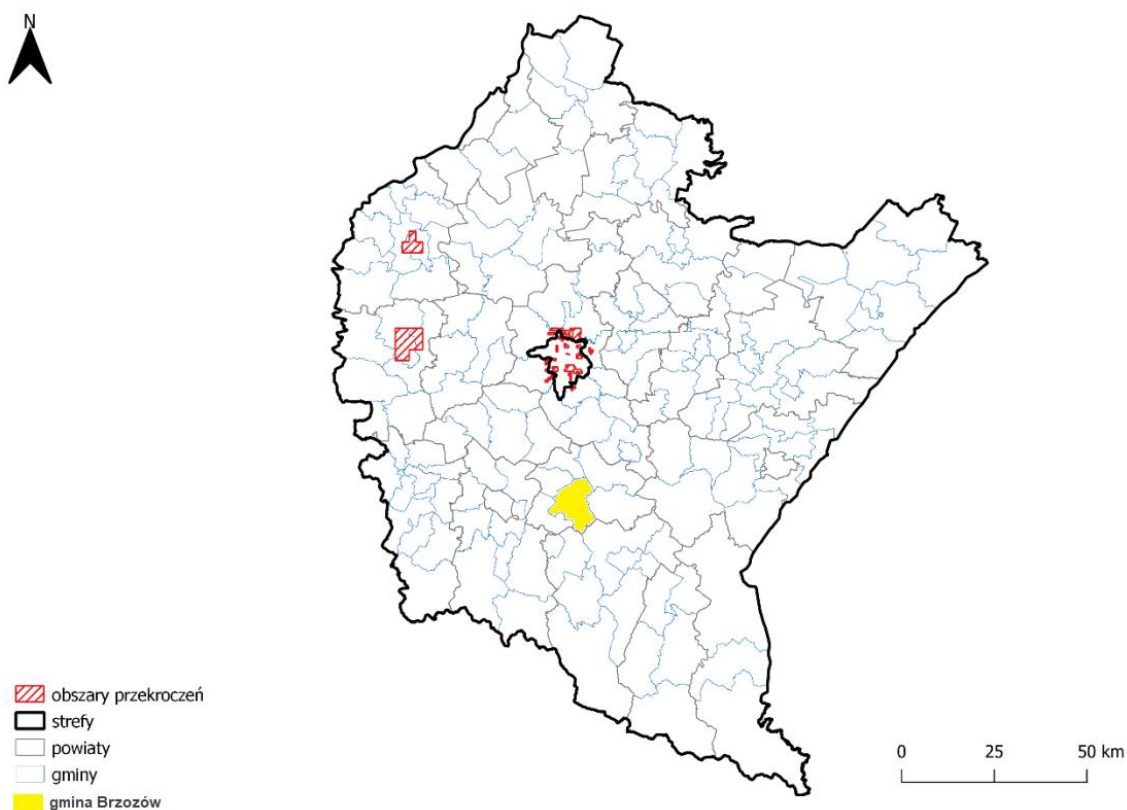 N
obszary przekroczeń
strefy
powiaty
gminy
gmina Brzozów
0 25 50 km